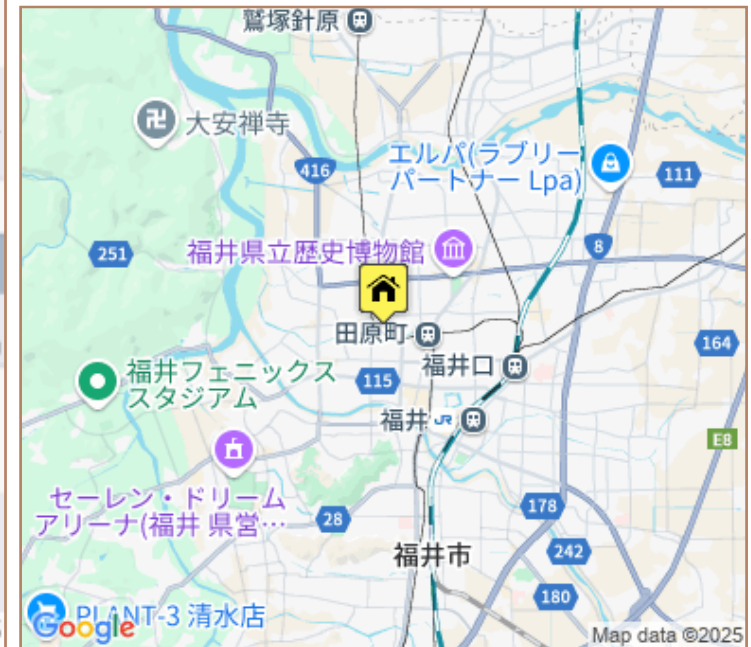 鷲塚針原
大安禅寺
416
エルパ(ラブリー
パートナー Lpa)
111
251
福井県立歴史博物館
8
田原町
164
福井フェニックス
スタジアム
115
福井口
福井 JR
E8
セーレン・ドリーム
アリーナ(福井 県営…
28
178
福井市
242
180
PLANT-3 清水店
Google
Map data ©2025